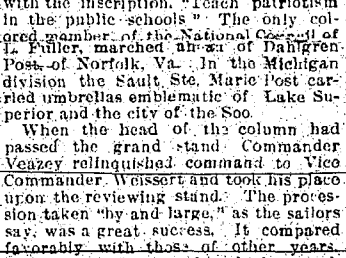 with the inscription, "Teach patriotism
in the public schools" The only col-
ored member of the National Council of
L. Fuller, marched ahead of Dahlgren
Post of Norfolk, Va. In the Michigan
division the Sault Ste. Marie Post car-
ried umbrellas emblematic of Lake Su-
perior and the city of the Soo.
When the head of the column had
passed the grand stand Commander
Veazey relinquished command to Vice
Commander Weissert and took his place
upon the reviewing stand. The proces-
sion taken "by and large," as the sailors
say, was a great success. It compared
favorably with those of other years.